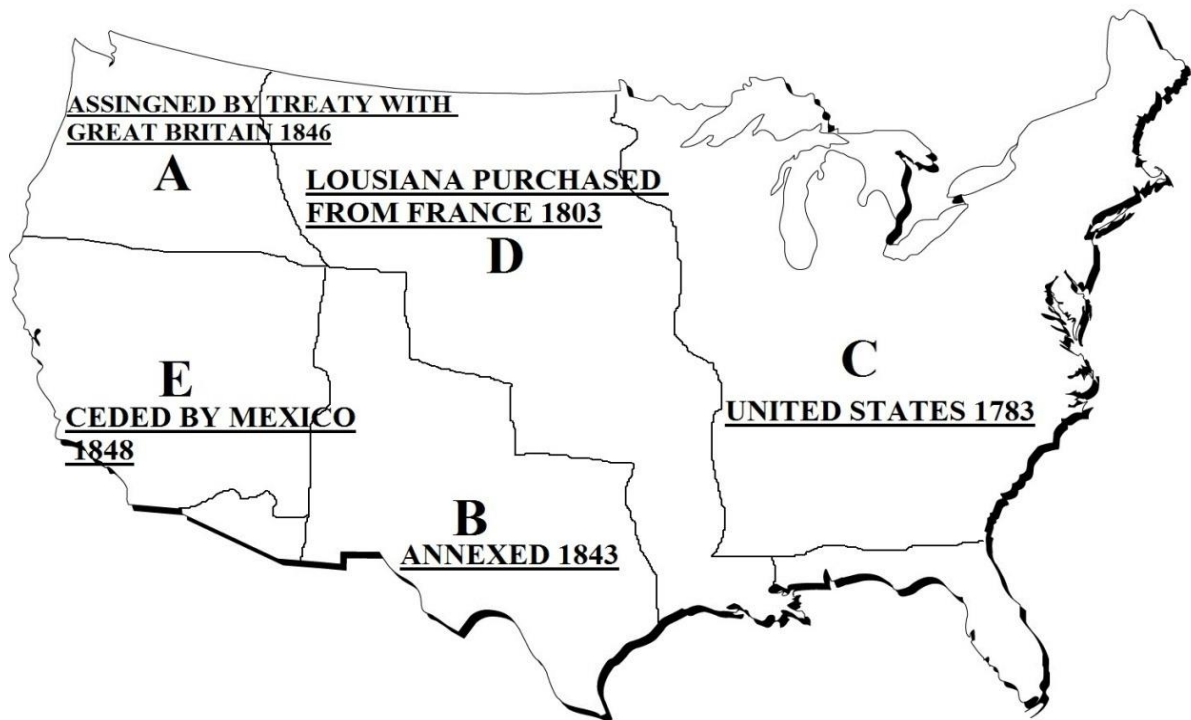 ASSINGNED BY TREATY WITH
GREAT BRITAIN 1846
A
LOUSIANA PURCHASED
FROM FRANCE 1803
D
E
CEDED BY MEXICO
1848
C
UNITED STATES 1783
B
ANNEXED 1843